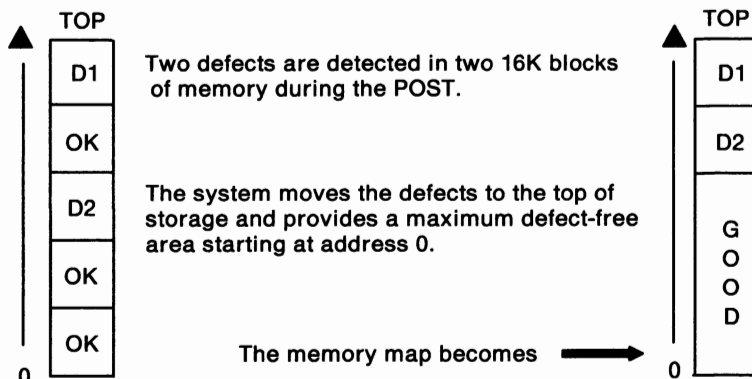 TOP
D1
OK
D2
OK
OK
0
Two defects are detected in two 16K blocks
of memory during the POST.
The system moves the defects to the top of
storage and provides a maximum defect-free
area starting at address 0.
The memory map becomes
TOP
D1
D2
G
O
O
D
0